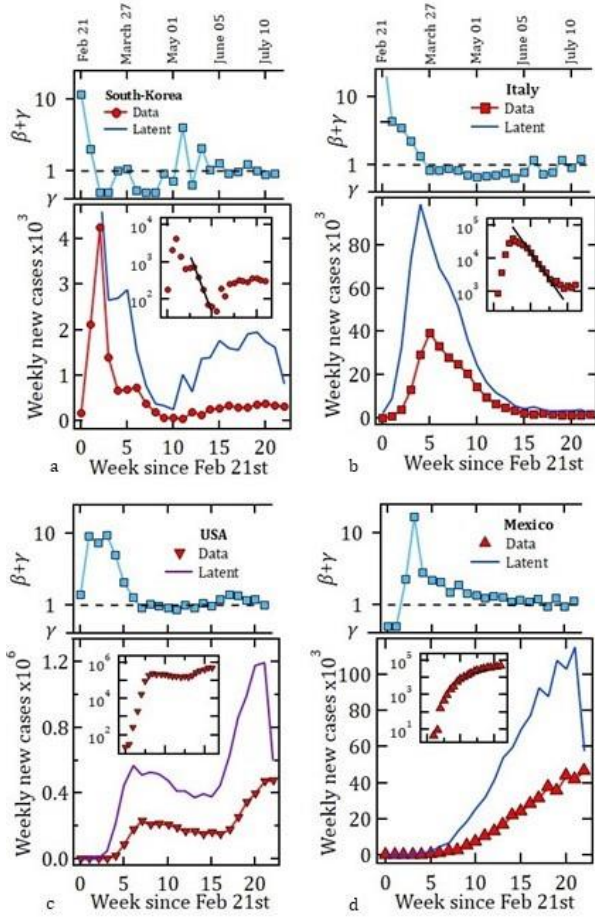 Feb 21
March 27
May 01
June 05
July 10
Feb 21
March 27
May 01
June 05
July 10
South-Korea
Data
Latent
β+γ
10
1
γ
Italy
Data
Latent
β+γ
10
1
γ
Weekly new cases x10³
4
3
2
1
0
10⁴
10³
10²
0 5 10 15 20
a Week since Feb 21st
Weekly new cases x10³
80
60
40
20
0
10⁵
10³
10¹
0 5 10 15 20
b Week since Feb 21st
USA
Data
Latent
β+γ
10
1
γ
Mexico
Data
Latent
β+γ
10
1
γ
Weekly new cases x10⁶
1.2
0.8
0.4
0.0
10⁶
10⁴
10²
0 5 10 15 20
c Week since Feb 21st
Weekly new cases x10³
100
80
60
40
20
0
10⁵
10³
10¹
0 5 10 15 20
d Week since Feb 21st